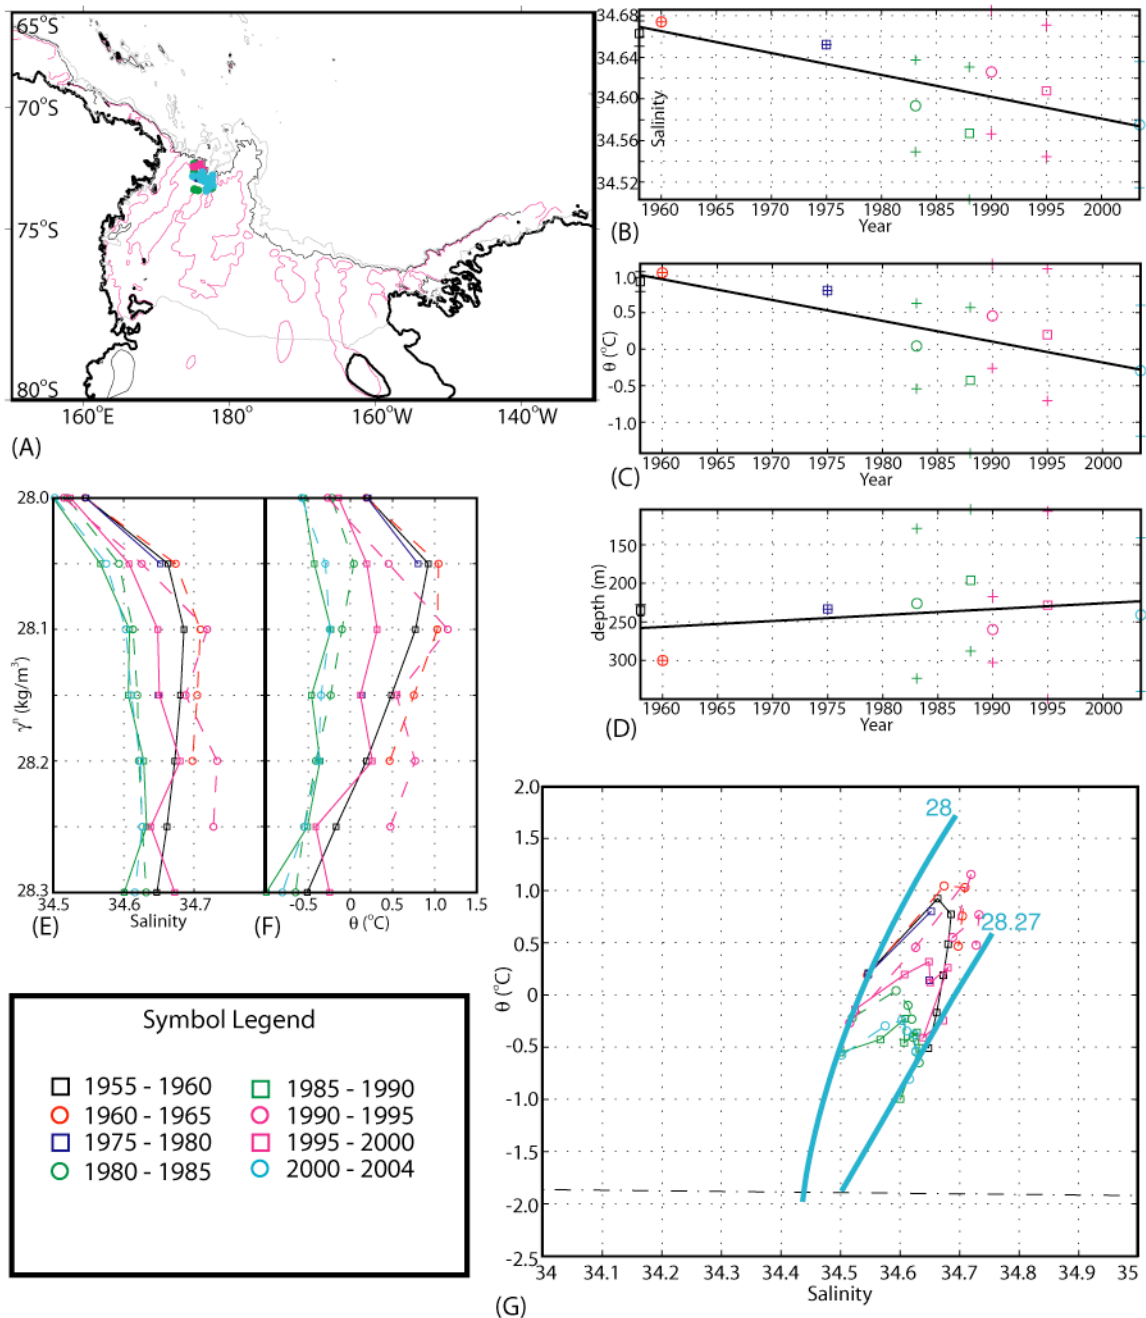 65°S
70°S
75°S
80°S
160°E
180°
160°W
140°W
(A)
34.68
34.64
34.60
34.56
34.52
Salinity
1960
1965
1970
1975
1980
1985
1990
1995
2000
Year
(B)
1.0
0.5
0
-0.5
-1.0
θ (°C)
1960
1965
1970
1975
1980
1985
1990
1995
2000
Year
(C)
150
200
250
300
depth (m)
1960
1965
1970
1975
1980
1985
1990
1995
2000
Year
(D)
28.0
28.1
28.2
28.3
γⁿ (kg/m³)
34.5
34.6
34.7
Salinity
(E)
-0.5
0
0.5
1.0
1.5
θ (°C)
(F)
Symbol Legend
1955 - 1960
1960 - 1965
1975 - 1980
1980 - 1985
1985 - 1990
1990 - 1995
1995 - 2000
2000 - 2004
2.0
1.5
1.0
0.5
0
-0.5
-1.0
-1.5
-2.0
-2.5
θ (°C)
28
28.27
34
34.1
34.2
34.3
34.4
34.5
34.6
34.7
34.8
34.9
35
Salinity
(G)